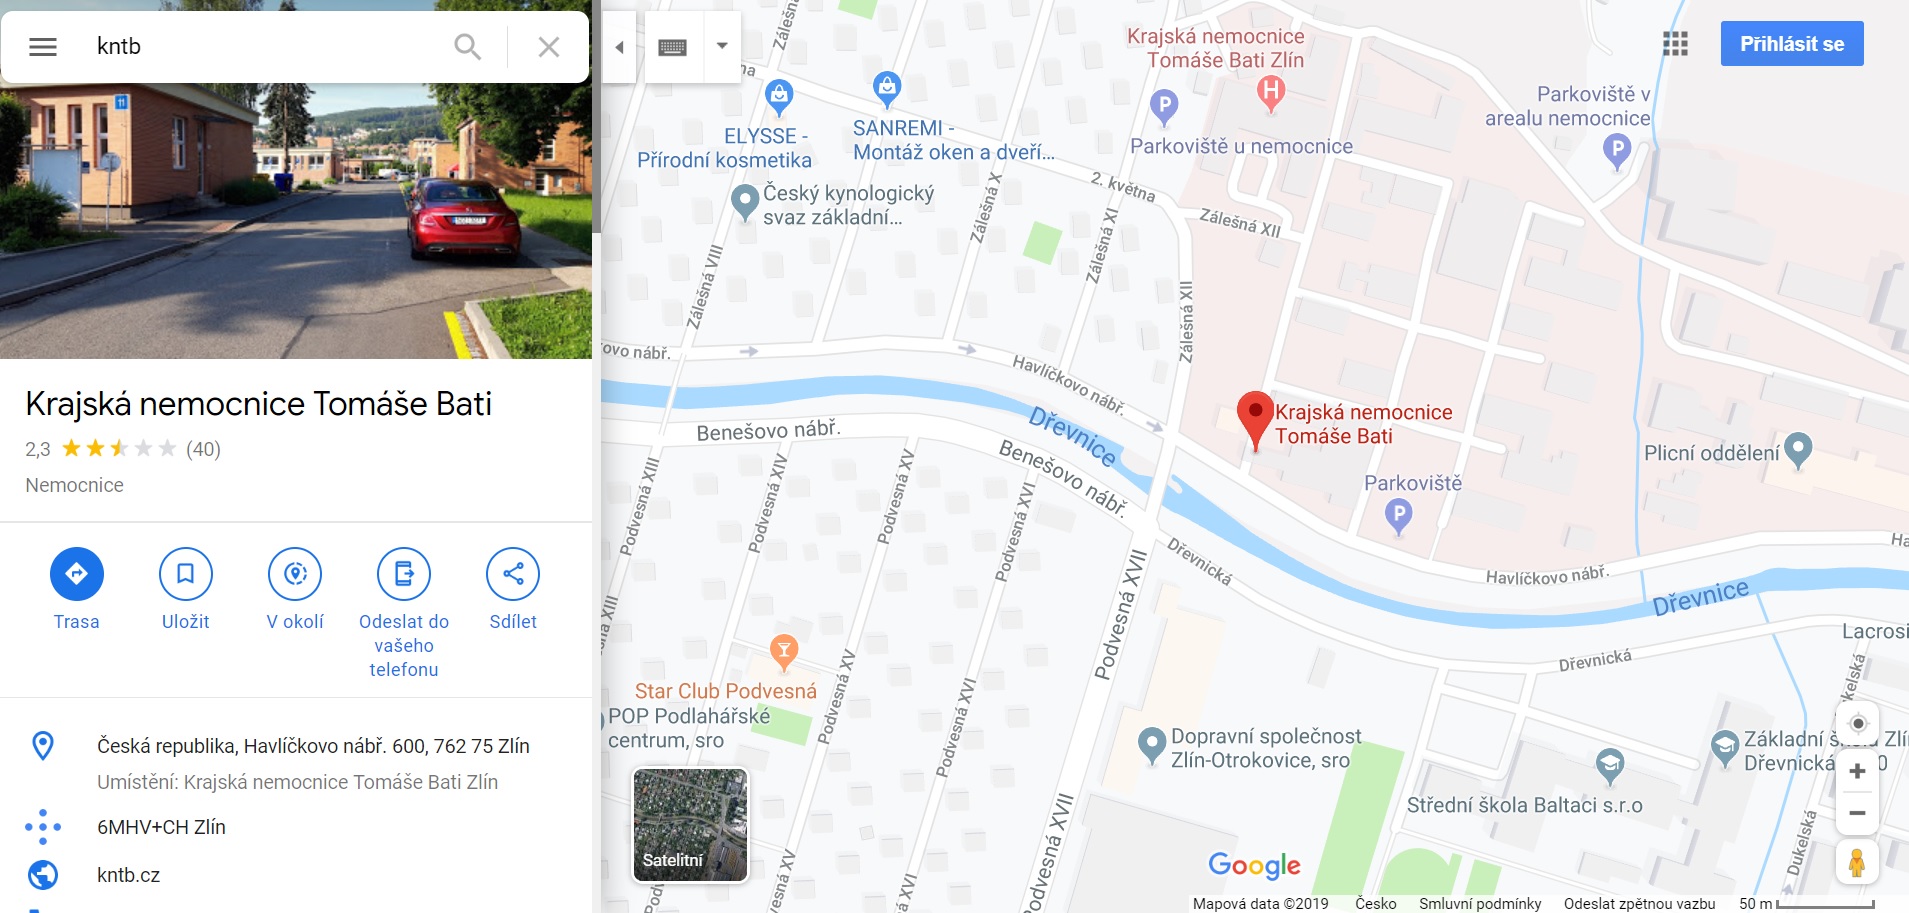 kntb
11
Krajská nemocnice Tomáše Bati
2,3 (40)
Nemocnice
Trasa
Uložit
V okolí
Odeslat do
vašeho
telefonu
Sdílet
Česká republika, Havlíčkovo nábř. 600, 762 75 Zlín
Umístění: Krajská nemocnice Tomáše Bati Zlín
6MHV+CH Zlín
kntb.cz
Přihlásit se
Krajská nemocnice
Tomáše Bati Zlín
Parkoviště v
arealu nemocnice
ELYSSE -
Přírodní kosmetika
SANREMI -
Montáž oken a dveří...
Parkoviště u nemocnice
Český kynologický
svaz základní...
2. května
Zálešná XII
Zálešná X
Zálešná XI
Zálešná VIII
Zálešná XII
ovo nábř.
Havlíčkovo nábř.
Krajská nemocnice
Tomáše Bati
Benešovo nábř.
Dřevnice
Benešovo nábř.
Plicní oddělení
Parkoviště
Podvesná XIII
Podvesná XIV
Podvesná XV
Podvesná XVI
Podvesná XVII
Dřevnická
Havlíčkovo nábř.
Ha
Dřevnice
Lacrosi
Dřevnická
Star Club Podvesná
POP Podlahářské
centrum, sro
Podvesná XV
Podvesná XVI
Dopravní společnost
Zlín-Otrokovice, sro
Střední škola Baltaci s.r.o
Podvesná XVII
Dukelská
Satelitní
Google
Mapová data ©2019
Česko
Smluvní podmínky
Odeslat zpětnou vazbu
50 m